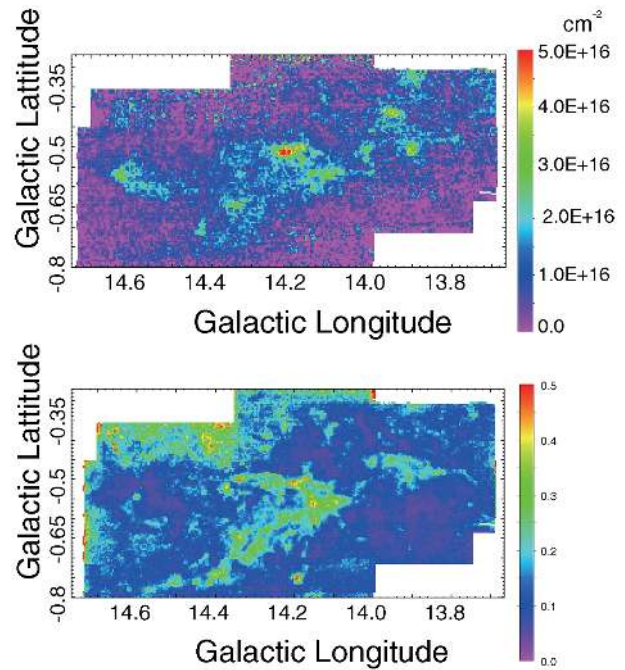 cm-2
Galactic Lattitude
-0.35
-0.5
-0.65
-0.8
14.6 14.4 14.2 14.0 13.8
Galactic Longitude
5.0E+16
4.0E+16
3.0E+16
2.0E+16
1.0E+16
0.0
Galactic Lattitude
-0.35
-0.5
-0.65
-0.8
14.6 14.4 14.2 14.0 13.8
Galactic Longitude
0.5
0.4
0.3
0.2
0.1
0.0